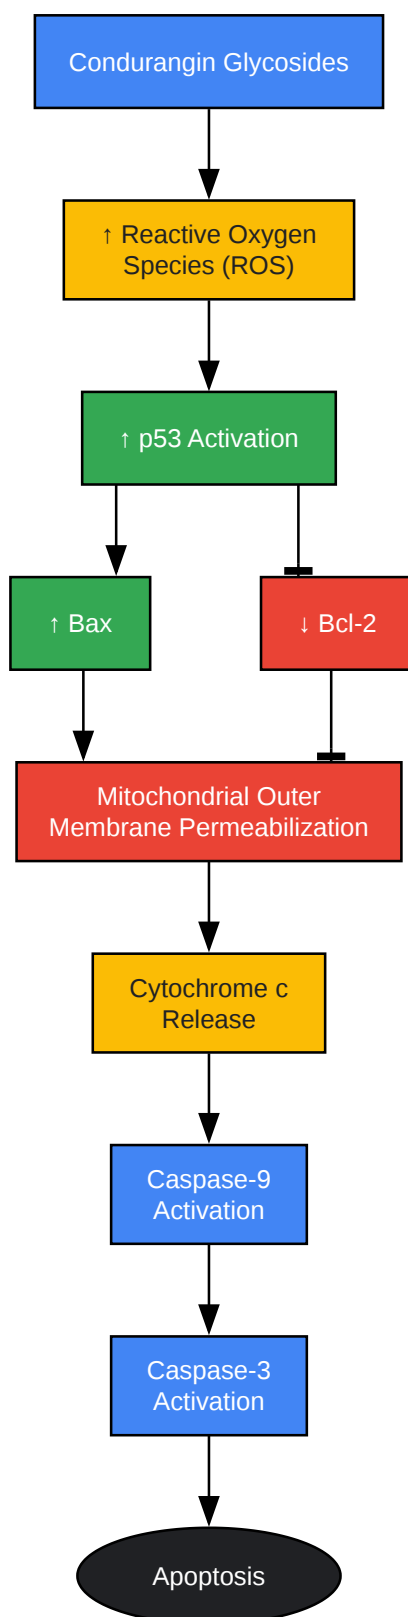 Condurangin Glycosides
↑ Reactive Oxygen
Species (ROS)
↑ p53 Activation
↑ Bax
↓ Bcl-2
Mitochondrial Outer
Membrane Permeabilization
Cytochrome c
Release
Caspase-9
Activation
Caspase-3
Activation
Apoptosis